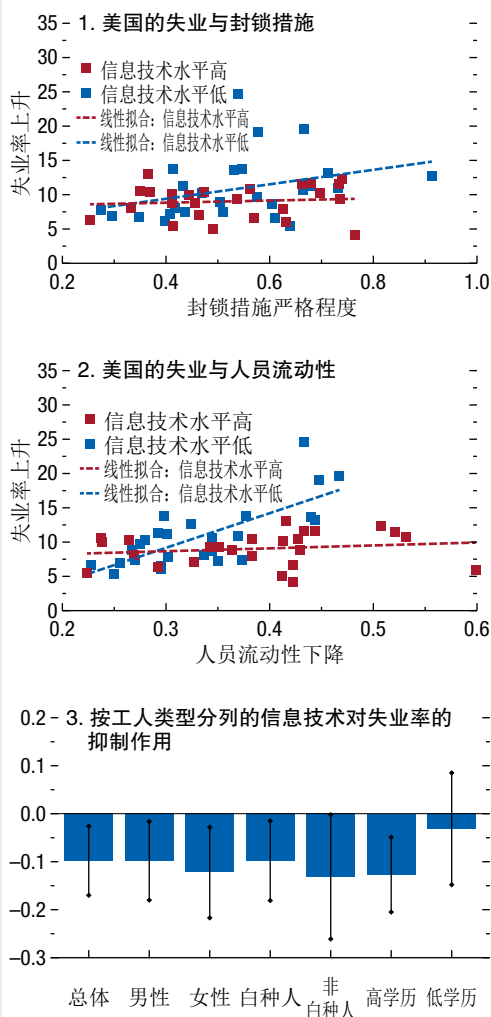 1. 美国的失业与封锁措施
35
30
25
20
15
10
5
0
失业率上升
信息技术水平高
信息技术水平低
线性拟合：信息技术水平高
线性拟合：信息技术水平低
0.2 0.4 0.6 0.8 1.0
封锁措施严格程度
2. 美国的失业与人员流动性
35
30
25
20
15
10
5
0
失业率上升
信息技术水平高
信息技术水平低
线性拟合：信息技术水平高
线性拟合：信息技术水平低
0.2 0.3 0.4 0.5 0.6
人员流动性下降
3. 按工人类型分列的信息技术对失业率的
抑制作用
0.2
0.1
0.0
–0.1
–0.2
–0.3
总体 男性 女性 白种人 非白种人 高学历 低学历